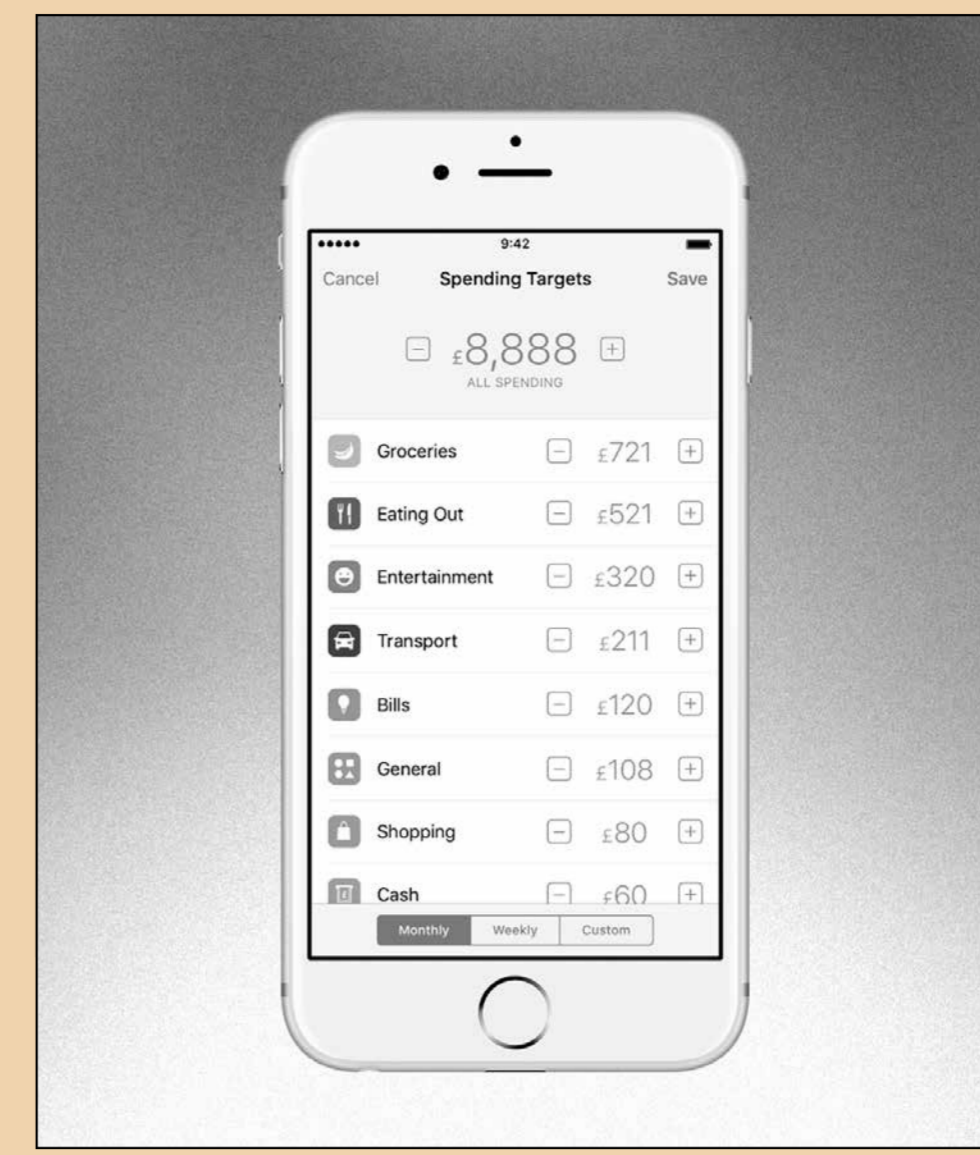 9:42
Cancel Spending Targets Save
− £8,888 +
ALL SPENDING
Groceries − £721 +
Eating Out − £521 +
Entertainment − £320 +
Transport − £211 +
Bills − £120 +
General − £108 +
Shopping − £80 +
Cash − £60 +
Monthly Weekly Custom